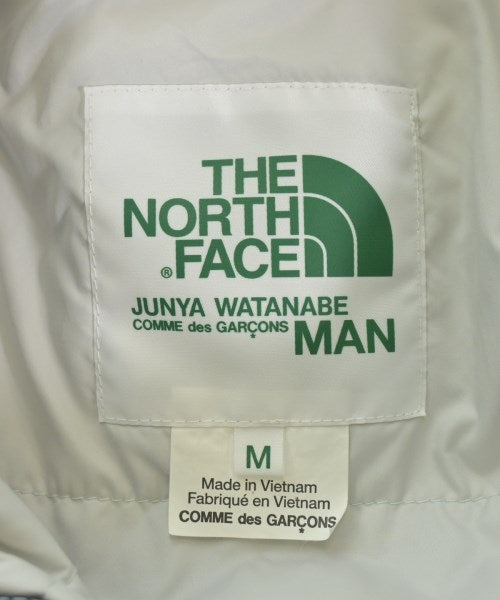 THE
NORTH
® FACE
JUNYA WATANABE
COMME des GARÇONS MAN
M
Made in Vietnam
Fabriqué en Vietnam
COMME des GARÇONS